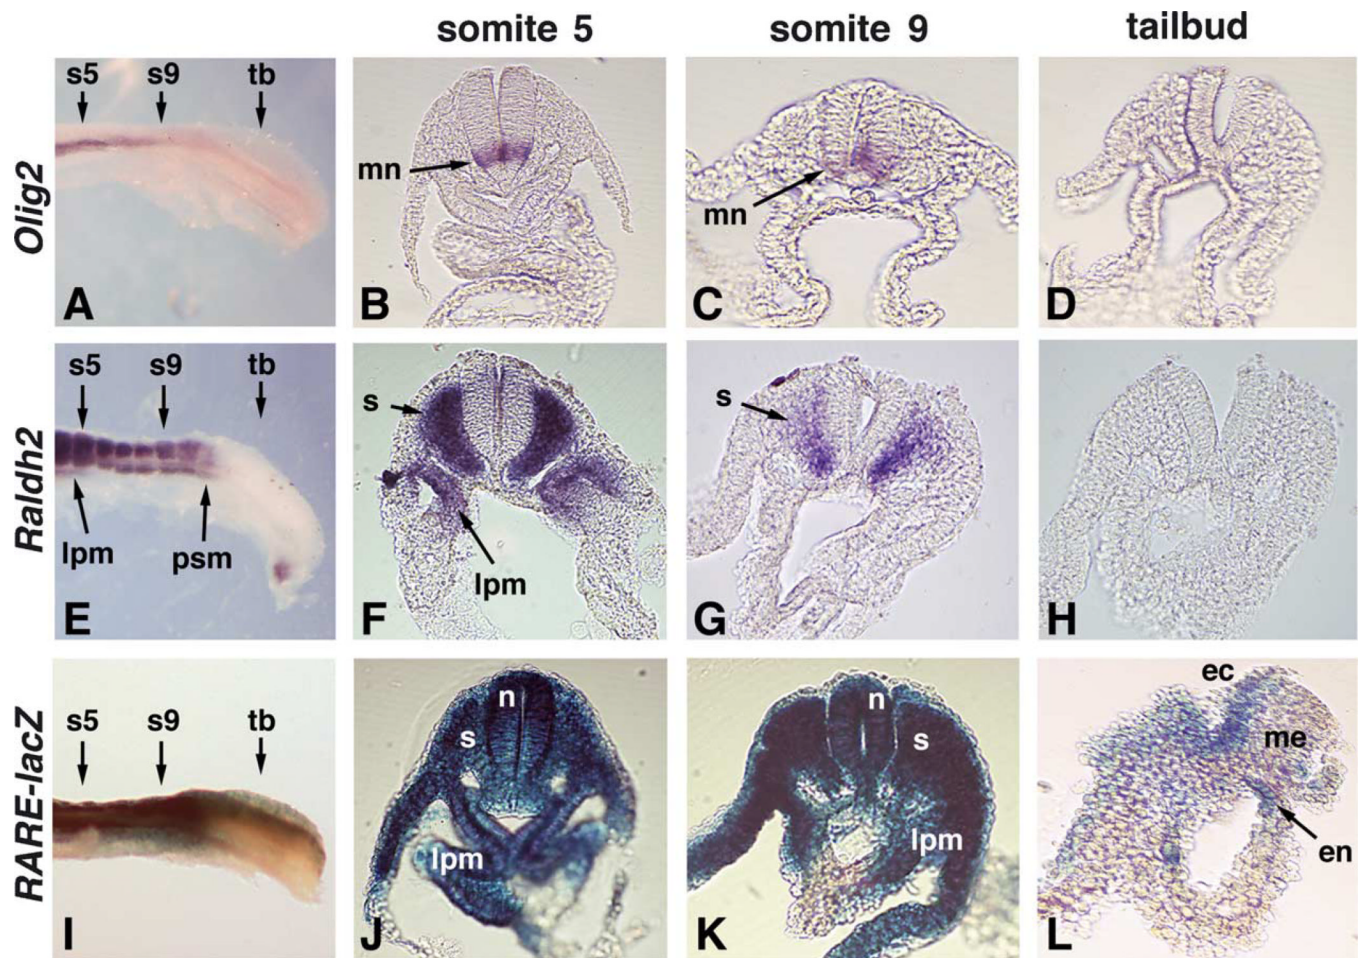 somite 5 somite 9 tailbud
Olig2
s5 s9 tb
A
mn
B
mn
C
D
Raldh2
s5 s9 tb
lpm psm
E
s
lpm
F
s
G
H
RARE-lacZ
s5 s9 tb
I
n
s
lpm
J
n
s
lpm
K
ec
me
en
L